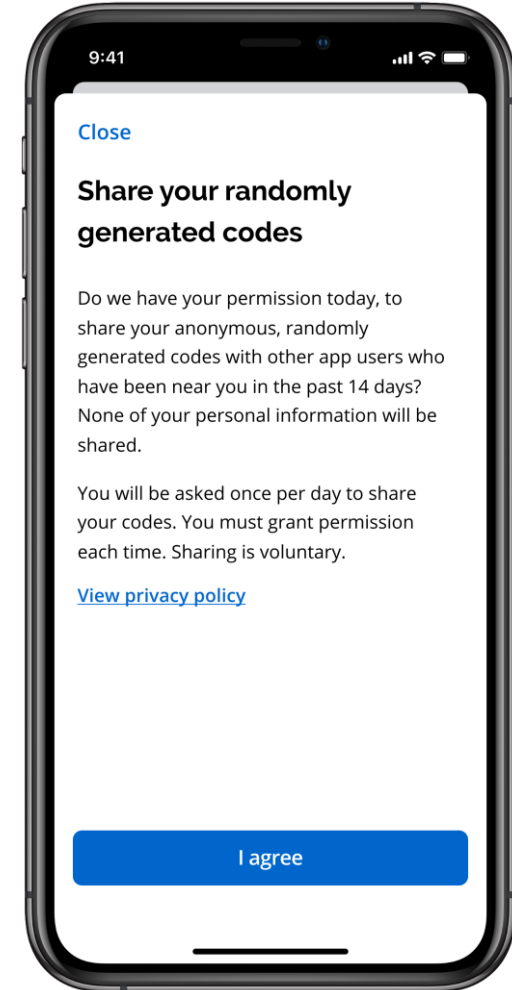 9:41
Close
Share your randomly
generated codes
Do we have your permission today, to
share your anonymous, randomly
generated codes with other app users who
have been near you in the past 14 days?
None of your personal information will be
shared.
You will be asked once per day to share
your codes. You must grant permission
each time. Sharing is voluntary.
View privacy policy
I agree